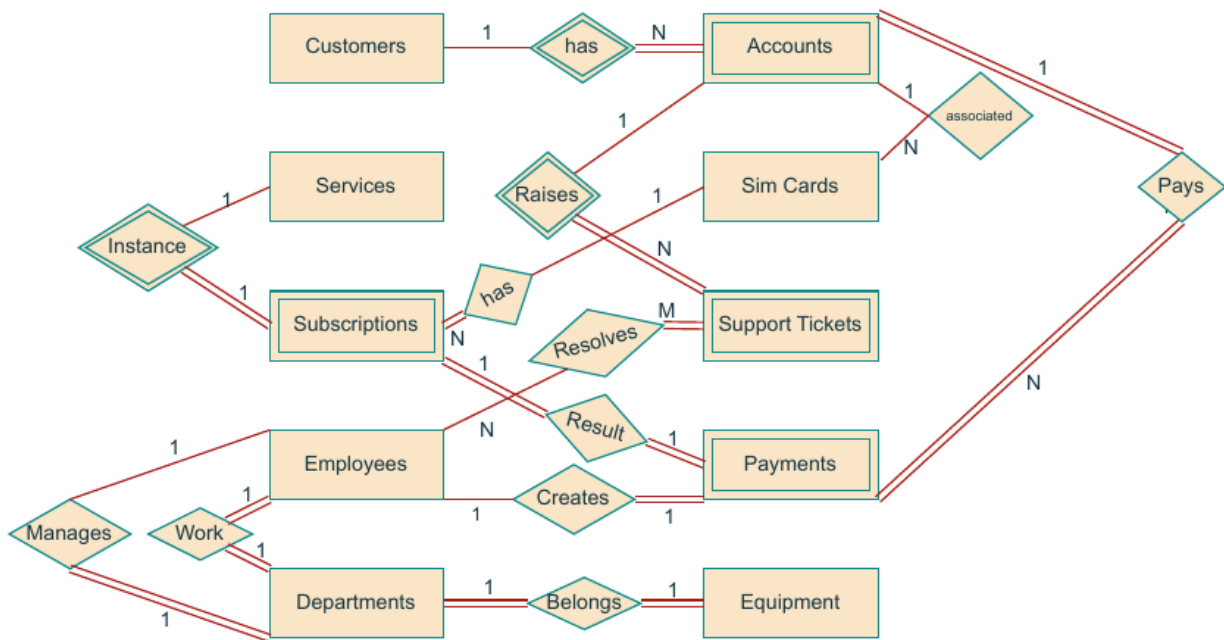 Customers
1
has
N
Accounts
1
1
associated
N
1
Services
1
Instance
1
Raises
N
Sim Cards
1
Pays
Subscriptions
1
has
N
Resolves
M
Support Tickets
N
1
Result
1
Employees
N
1
Creates
1
Payments
1
Manages
1
Work
1
1
Departments
1
Belongs
1
Equipment